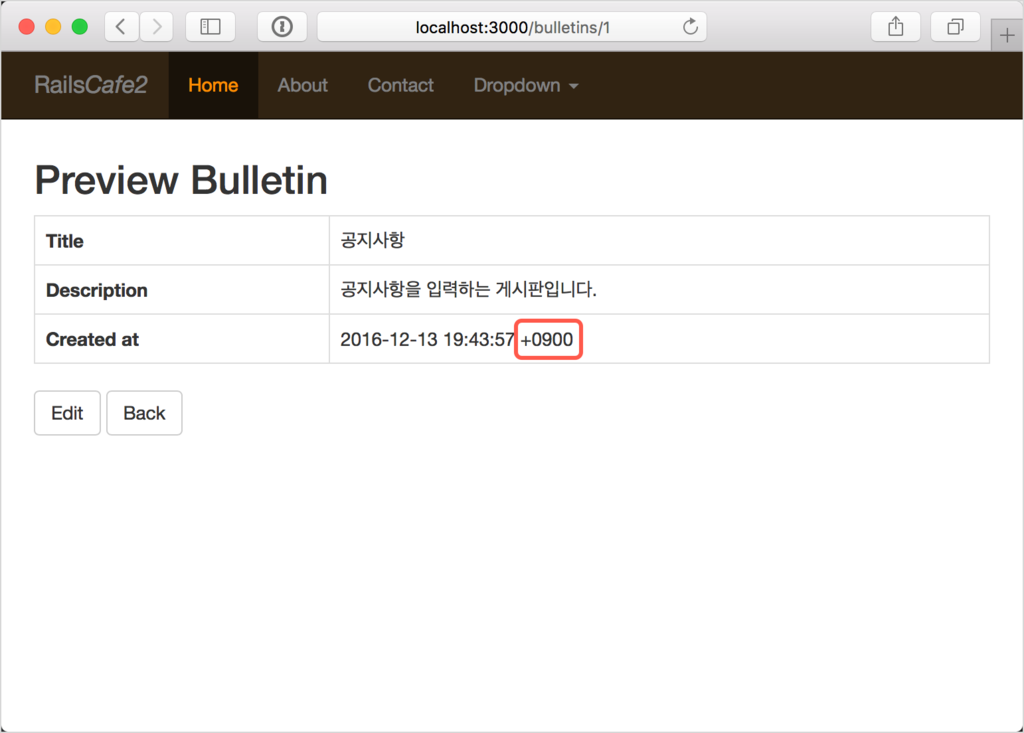 localhost:3000/bulletins/1
RailsCafe2 Home About Contact Dropdown
Preview Bulletin
Title 공지사항
Description 공지사항을 입력하는 게시판입니다.
Created at 2016-12-13 19:43:57 +0900
Edit Back